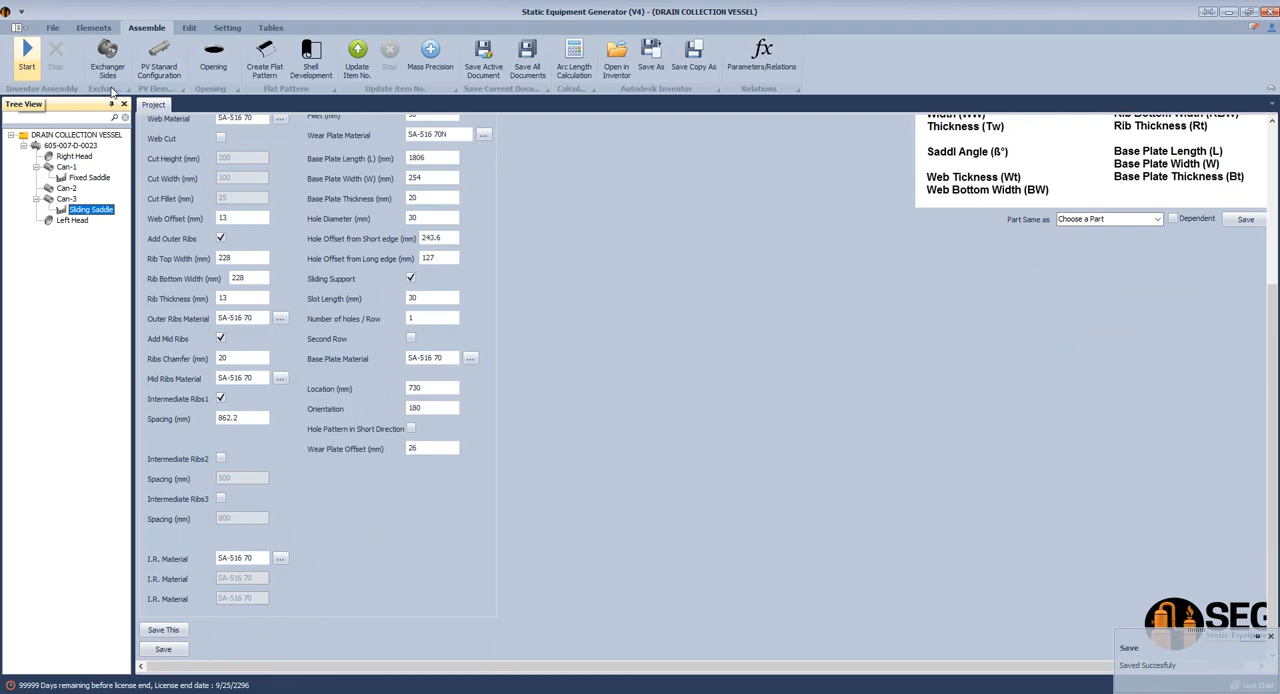 Static Equipment Generator (V4) - (DRAIN COLLECTION VESSEL)
File Elements Assemble Edit Setting Tables
Start Stop Exchanger Sides PV Stanard Configuration Opening Create Flat Pattern Shell Development Update Item No. Stop Mass Precision Save Active Document Save All Documents Arc Length Calculation Open in Inventor Save As Save Copy As Parameters/Relations
Inventor Assembly Exchan... PV Elem... Opening Flat Pattern Update Item No. Save Current Docu... Calcul... Autodesk Inventor Relations
Tree View
DRAIN COLLECTION VESSEL
605-007-D-0023
Right Head
Can-1
Fixed Saddle
Can-2
Can-3
Sliding Saddle
Left Head
Project
Web Material SA-516 70 ...
Web Cut
Cut Height (mm) 200
Cut Width (mm) 100
Cut Fillet (mm) 25
Web Offset (mm) 13
Add Outer Ribs
Rib Top Width (mm) 228
Rib Bottom Width (mm) 228
Rib Thickness (mm) 13
Outer Ribs Material SA-516 70 ...
Add Mid Ribs
Ribs Chamfer (mm) 20
Mid Ribs Material SA-516 70 ...
Intermediate Ribs1
Spacing (mm) 862.2
Intermediate Ribs2
Spacing (mm) 500
Intermediate Ribs3
Spacing (mm) 800
I.R. Material SA-516 70 ...
I.R. Material SA-516 70
I.R. Material SA-516 70
Save This
Save
Wear Plate Material SA-516 70N ...
Base Plate Length (L) (mm) 1806
Base Plate Width (W) (mm) 254
Base Plate Thickness (mm) 20
Hole Diameter (mm) 30
Hole Offset from Short edge (mm) 243.6
Hole Offset from Long edge (mm) 127
Sliding Support
Slot Length (mm) 30
Number of holes / Row 1
Second Row
Base Plate Material SA-516 70 ...
Location (mm) 730
Orientation 180
Hole Pattern in Short Direction
Wear Plate Offset (mm) 26
Thickness (Tw) Rib Thickness (Rt)
Saddl Angle (ß°) Base Plate Length (L)
Base Plate Width (W)
Web Tickness (Wt) Base Plate Thickness (Bt)
Web Bottom Width (BW)
Part Same as Choose a Part Dependent Save
SEG
Save
Saved Succesfuly
Live Chat
99999 Days remaining before license end, License end date : 9/25/2296